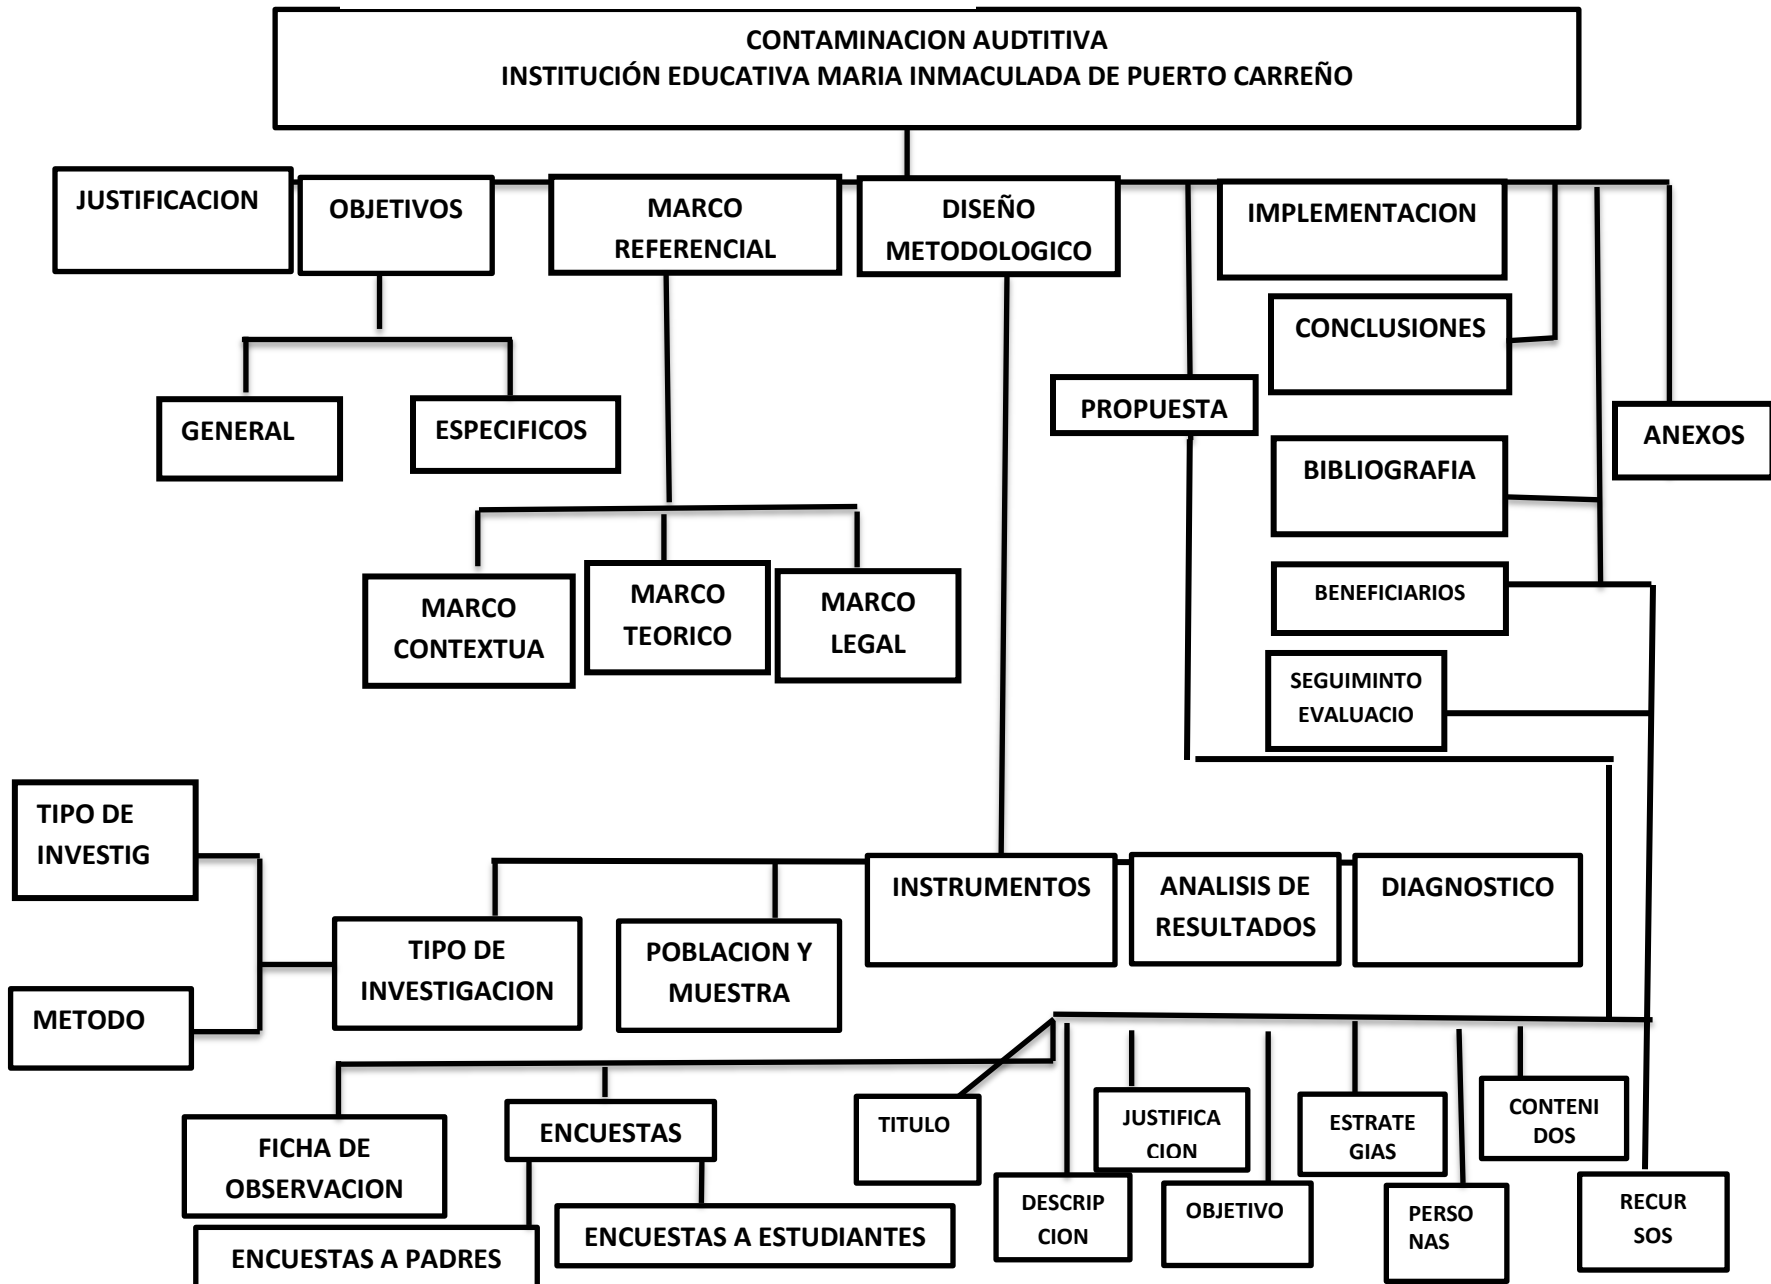 CONTAMINACION AUDTITIVA
INSTITUCIÓN EDUCATIVA MARIA INMACULADA DE PUERTO CARREÑO
JUSTIFICACION
OBJETIVOS
MARCO
REFERENCIAL
DISEÑO
METODOLOGICO
IMPLEMENTACION
CONCLUSIONES
PROPUESTA
GENERAL
ESPECIFICOS
ANEXOS
BIBLIOGRAFIA
MARCO
CONTEXTUA
MARCO
TEORICO
MARCO
LEGAL
BENEFICIARIOS
SEGUIMINTO
EVALUACIO
TIPO DE
INVESTIG
METODO
TIPO DE
INVESTIGACION
POBLACION Y
MUESTRA
INSTRUMENTOS
ANALISIS DE
RESULTADOS
DIAGNOSTICO
FICHA DE
OBSERVACION
ENCUESTAS
ENCUESTAS A PADRES
ENCUESTAS A ESTUDIANTES
TITULO
DESCRIP
CION
JUSTIFICA
CION
OBJETIVO
ESTRATE
GIAS
PERSO
NAS
CONTENI
DOS
RECUR
SOS